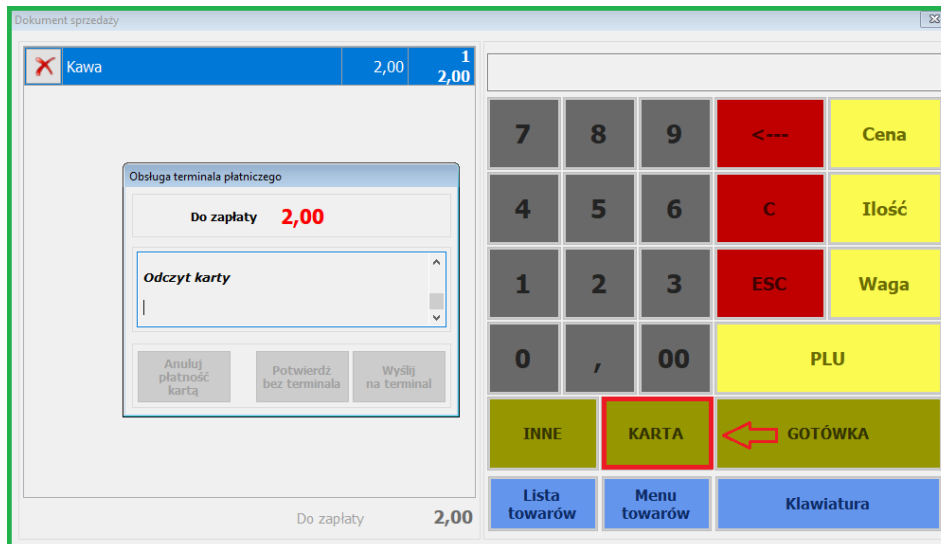 Dokument sprzedaży
Kawa 2,00 1
2,00
Obsługa terminala płatniczego
Do zapłaty 2,00
Odczyt karty
Anuluj
płatność
kartą
Potwierdź
bez terminala
Wyślij
na terminal
Do zapłaty 2,00
7 8 9 <--- Cena
4 5 6 C Ilość
1 2 3 ESC Waga
0 , 00 PLU
INNE KARTA GOTÓWKA
Lista
towarów
Menu
towarów
Klawiatura